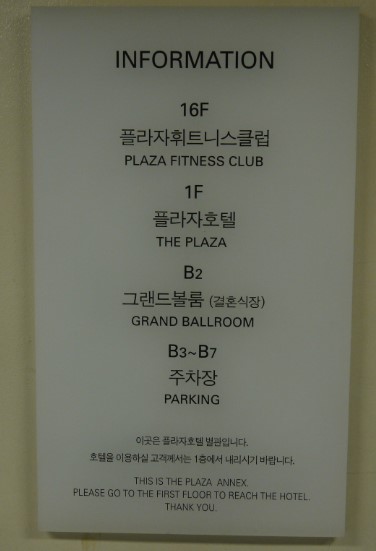 INFORMATION
16F
플라자휘트니스클럽
PLAZA FITNESS CLUB
1F
플라자호텔
THE PLAZA
B2
그랜드볼룸 (결혼식장)
GRAND BALLROOM
B3~B7
주차장
PARKING
이곳은 플라자호텔 별관입니다.
호텔을 이용하실 고객께서는 1층에서 내리시기 바랍니다.
THIS IS THE PLAZA ANNEX.
PLEASE GO TO THE FIRST FLOOR TO REACH THE HOTEL.
THANK YOU.